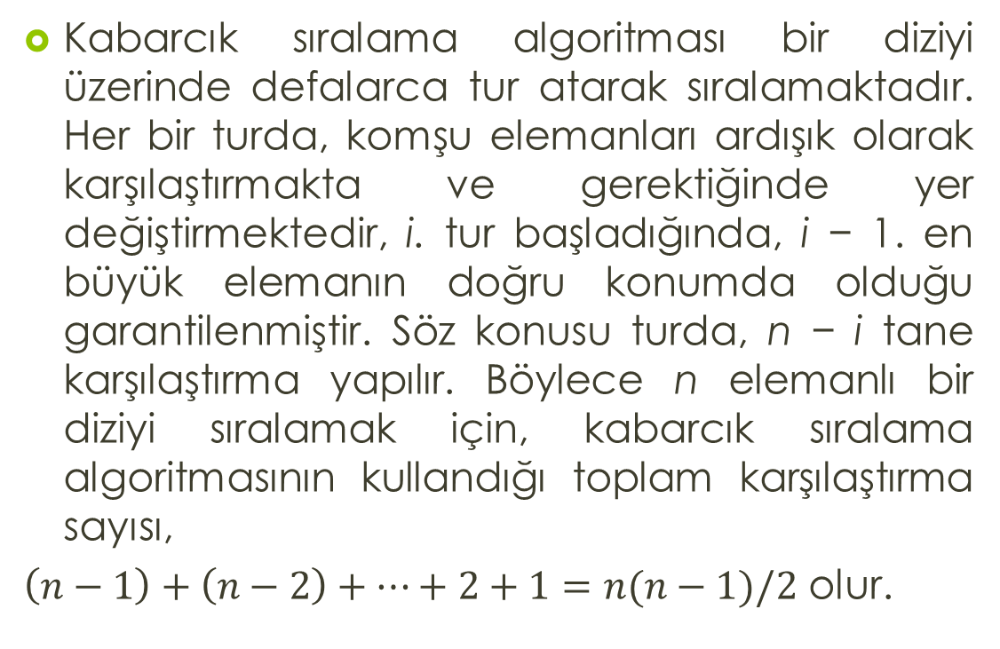 Kabarcık sıralama algoritması bir diziyi
üzerinde defalarca tur atarak sıralamaktadır.
Her bir turda, komşu elemanları ardışık olarak
karşılaştırmakta ve gerektiğinde yer
değiştirmektedir, i. tur başladığında, i − 1. en
büyük elemanın doğru konumda olduğu
garantilenmiştir. Söz konusu turda, n − i tane
karşılaştırma yapılır. Böylece n elemanlı bir
diziyi sıralamak için, kabarcık sıralama
algoritmasının kullandığı toplam karşılaştırma
sayısı,
(n − 1) + (n − 2) + ⋯ + 2 + 1 = n(n − 1)/2 olur.